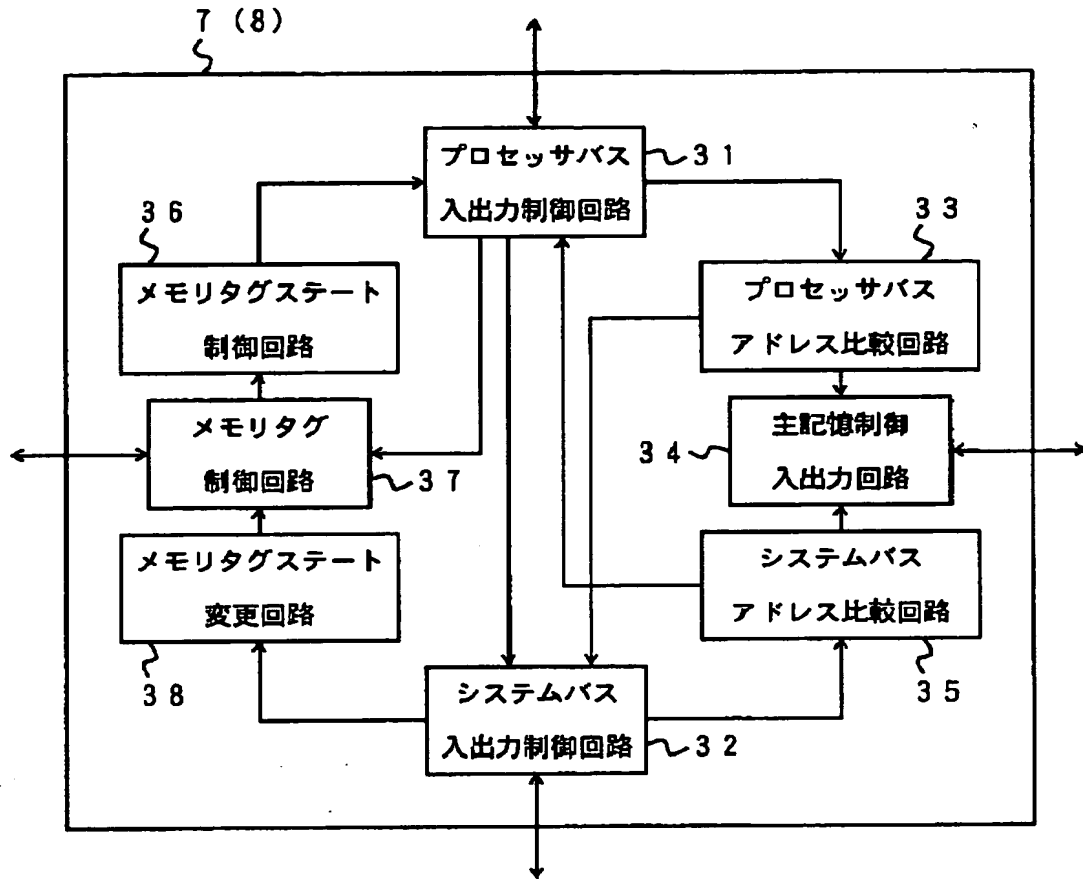 7 (8)
プロセッサバス
入出力制御回路
31
36
メモリタグステート
制御回路
33
プロセッサバス
アドレス比較回路
メモリタグ
制御回路
37
34
主記憶制御
入出力回路
メモリタグステート
変更回路
38
システムバス
アドレス比較回路
35
システムバス
入出力制御回路
32